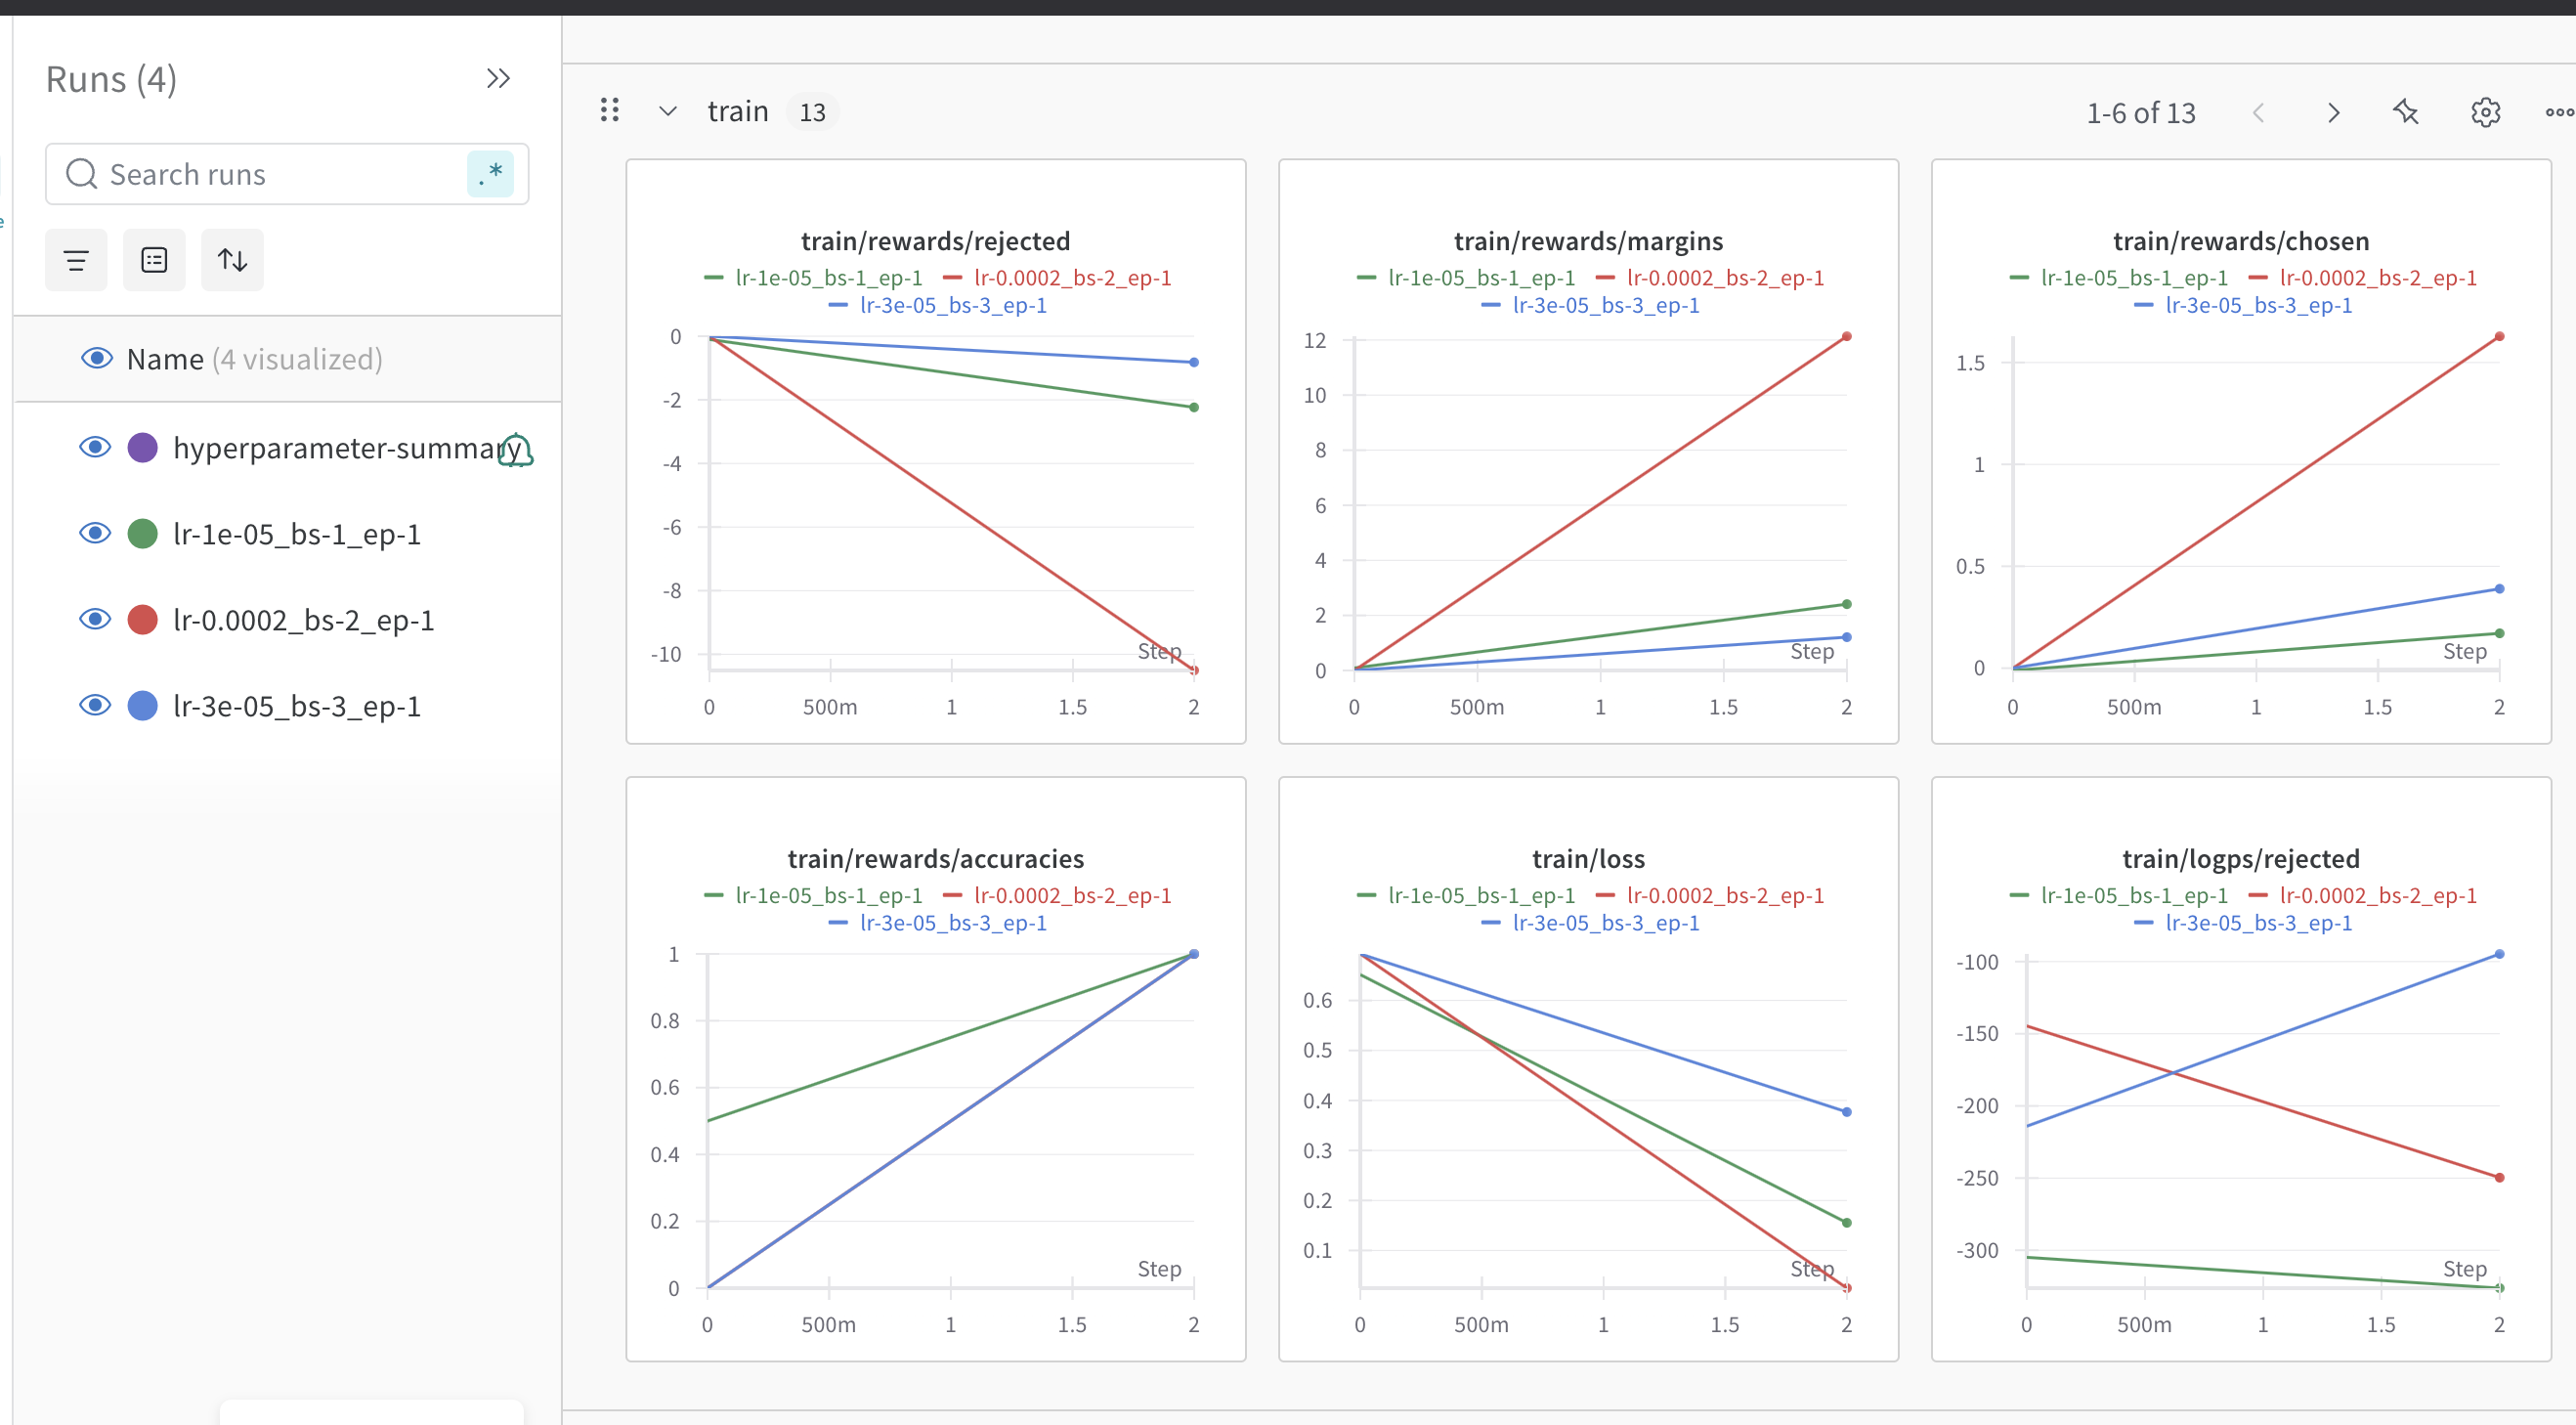 Runs (4)
Search runs
.*
Name (4 visualized)
hyperparameter-summary
lr-1e-05_bs-1_ep-1
lr-0.0002_bs-2_ep-1
lr-3e-05_bs-3_ep-1
train 13
1-6 of 13
train/rewards/rejected
lr-1e-05_bs-1_ep-1 lr-0.0002_bs-2_ep-1
lr-3e-05_bs-3_ep-1
0
-2
-4
-6
-8
-10
Step
0 500m 1 1.5 2
train/rewards/margins
lr-1e-05_bs-1_ep-1 lr-0.0002_bs-2_ep-1
lr-3e-05_bs-3_ep-1
12
10
8
6
4
2
0
Step
0 500m 1 1.5 2
train/rewards/chosen
lr-1e-05_bs-1_ep-1 lr-0.0002_bs-2_ep-1
lr-3e-05_bs-3_ep-1
1.5
1
0.5
0
Step
0 500m 1 1.5 2
train/rewards/accuracies
lr-1e-05_bs-1_ep-1 lr-0.0002_bs-2_ep-1
lr-3e-05_bs-3_ep-1
1
0.8
0.6
0.4
0.2
0
Step
0 500m 1 1.5 2
train/loss
lr-1e-05_bs-1_ep-1 lr-0.0002_bs-2_ep-1
lr-3e-05_bs-3_ep-1
0.6
0.5
0.4
0.3
0.2
0.1
Step
0 500m 1 1.5 2
train/logps/rejected
lr-1e-05_bs-1_ep-1 lr-0.0002_bs-2_ep-1
lr-3e-05_bs-3_ep-1
-100
-150
-200
-250
-300
Step
0 500m 1 1.5 2